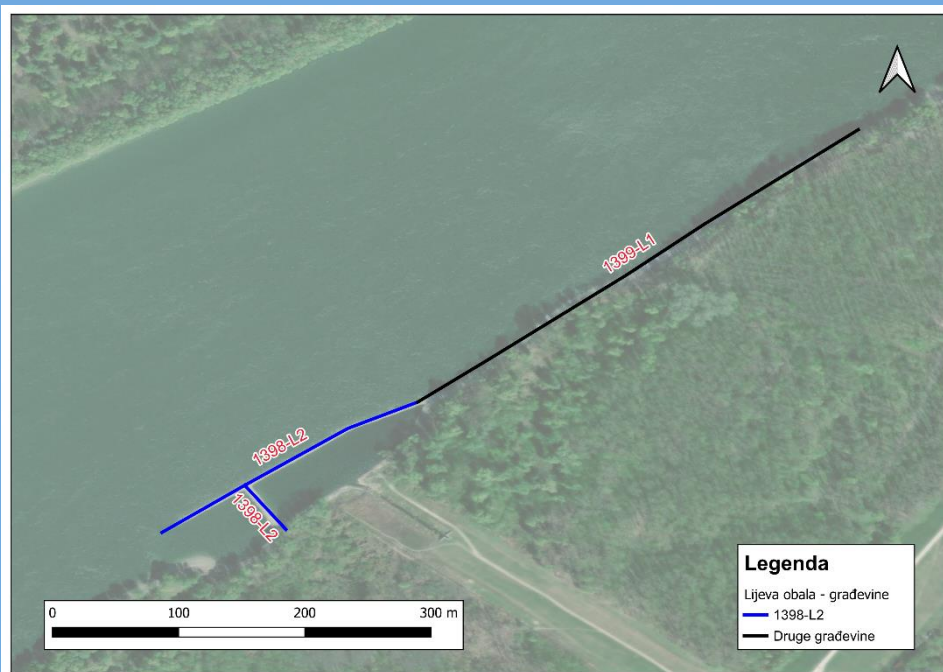 1399-L1
1398-L2
1398-L2
Legenda
Lijeva obala - građevine
1398-L2
Druge građevine
0 100 200 300 m